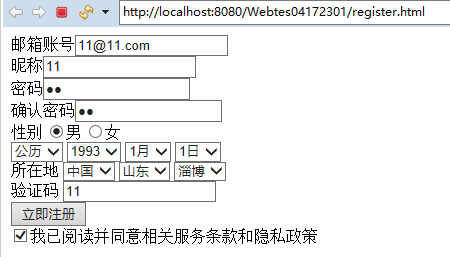 http://localhost:8080/Webtes04172301/register.html
邮箱账号 11@11.com
昵称 11
密码 ●●
确认密码 ●●
性别 男 女
公历 1993 1月 1日
所在地 中国 山东 淄博
验证码 11
立即注册
我已阅读并同意相关服务条款和隐私政策